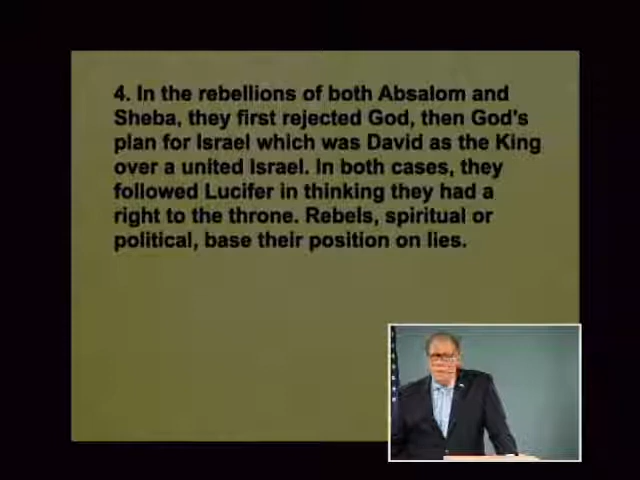 4. In the rebellions of both Absalom and
Sheba, they first rejected God, then God's
plan for Israel which was David as the King
over a united Israel. In both cases, they
followed Lucifer in thinking they had a
right to the throne. Rebels, spiritual or
political, base their position on lies.